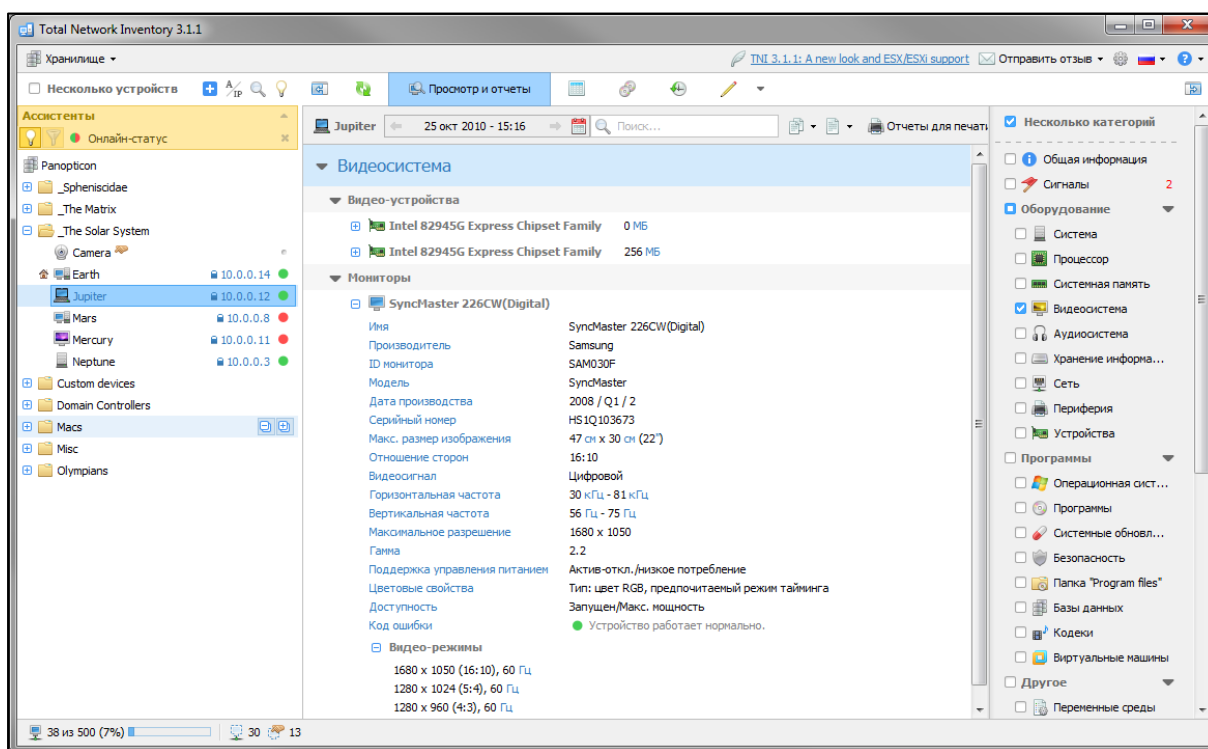 Total Network Inventory 3.1.1
Хранилище
TNI 3.1.1: A new look and ESX/ESXi support
Отправить отзыв
Несколько устройств
A/IP
Просмотр и отчеты
Ассистенты
Онлайн-статус
Panopticon
_Spheniscidae
_The Matrix
_The Solar System
Camera
Earth 10.0.0.14
Jupiter 10.0.0.12
Mars 10.0.0.8
Mercury 10.0.0.11
Neptune 10.0.0.3
Custom devices
Domain Controllers
Macs
Misc
Olympians
Jupiter
25 окт 2010 - 15:16
Поиск...
Отчеты для печати
Видеосистема
Видео-устройства
Intel 82945G Express Chipset Family 0 МБ
Intel 82945G Express Chipset Family 256 МБ
Мониторы
SyncMaster 226CW(Digital)
Имя SyncMaster 226CW(Digital)
Производитель Samsung
ID монитора SAM030F
Модель SyncMaster
Дата производства 2008 / Q1 / 2
Серийный номер HS1Q103673
Макс. размер изображения 47 см x 30 см (22")
Отношение сторон 16:10
Видеосигнал Цифровой
Горизонтальная частота 30 кГц - 81 кГц
Вертикальная частота 56 Гц - 75 Гц
Максимальное разрешение 1680 x 1050
Гамма 2.2
Поддержка управления питанием Актив-откл./низкое потребление
Цветовые свойства Тип: цвет RGB, предпочитаемый режим тайминга
Доступность Запущен/Макс. мощность
Код ошибки Устройство работает нормально.
Видео-режимы
1680 x 1050 (16:10), 60 Гц
1280 x 1024 (5:4), 60 Гц
1280 x 960 (4:3), 60 Гц
Несколько категорий
Общая информация
Сигналы 2
Оборудование
Система
Процессор
Системная память
Видеосистема
Аудиосистема
Хранение информа...
Сеть
Периферия
Устройства
Программы
Операционная сист...
Программы
Системные обновл...
Безопасность
Папка "Program files"
Базы данных
Кодеки
Виртуальные машины
Другое
Переменные среды
38 из 500 (7%)
30
13